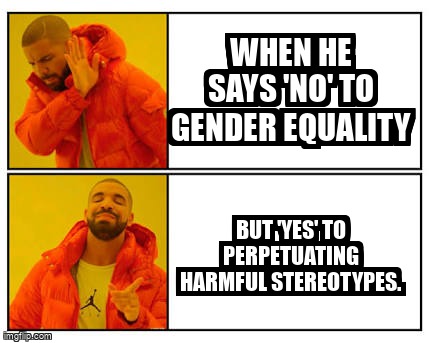 WHEN HE
SAYS 'NO' TO
GENDER EQUALITY
BUT 'YES' TO
PERPETUATING
HARMFUL STEREOTYPES.
imgflip.com